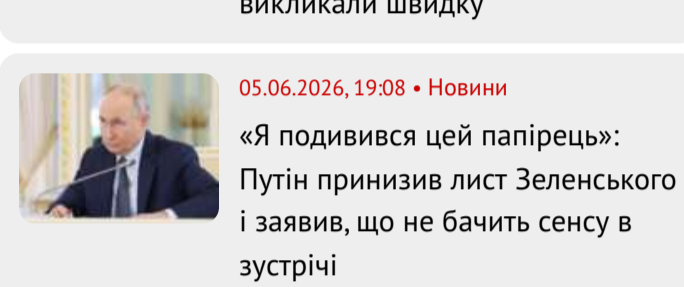 викликали швидку
05.06.2026, 19:08 • Новини
«Я подивився цей папірець»:
Путін принизив лист Зеленського
і заявив, що не бачить сенсу в
зустрічі